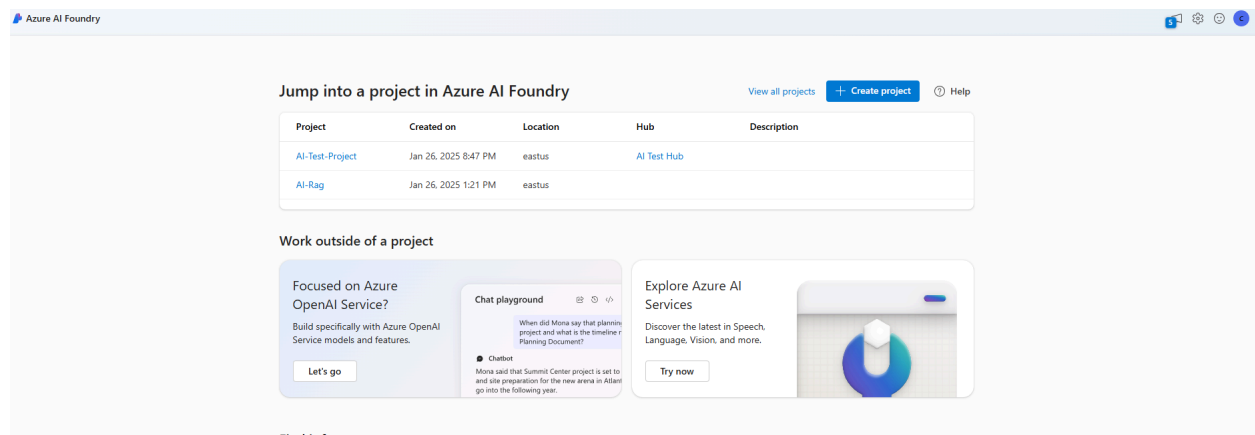 Azure AI Foundry
5
C
Jump into a project in Azure AI Foundry
View all projects
Create project
Help
Project Created on Location Hub Description
AI-Test-Project Jan 26, 2025 8:47 PM eastus AI Test Hub
AI-Rag Jan 26, 2025 1:21 PM eastus
Work outside of a project
Focused on Azure
OpenAI Service?
Build specifically with Azure OpenAI
Service models and features.
Let's go
Chat playground
When did Mona say that planning
project and what is the timeline
Planning Document?
Chatbot
Mona said that Summit Center project is set to
and site preparation for the new arena in
go into the following year.
Explore Azure AI
Services
Discover the latest in Speech,
Language, Vision, and more.
Try now